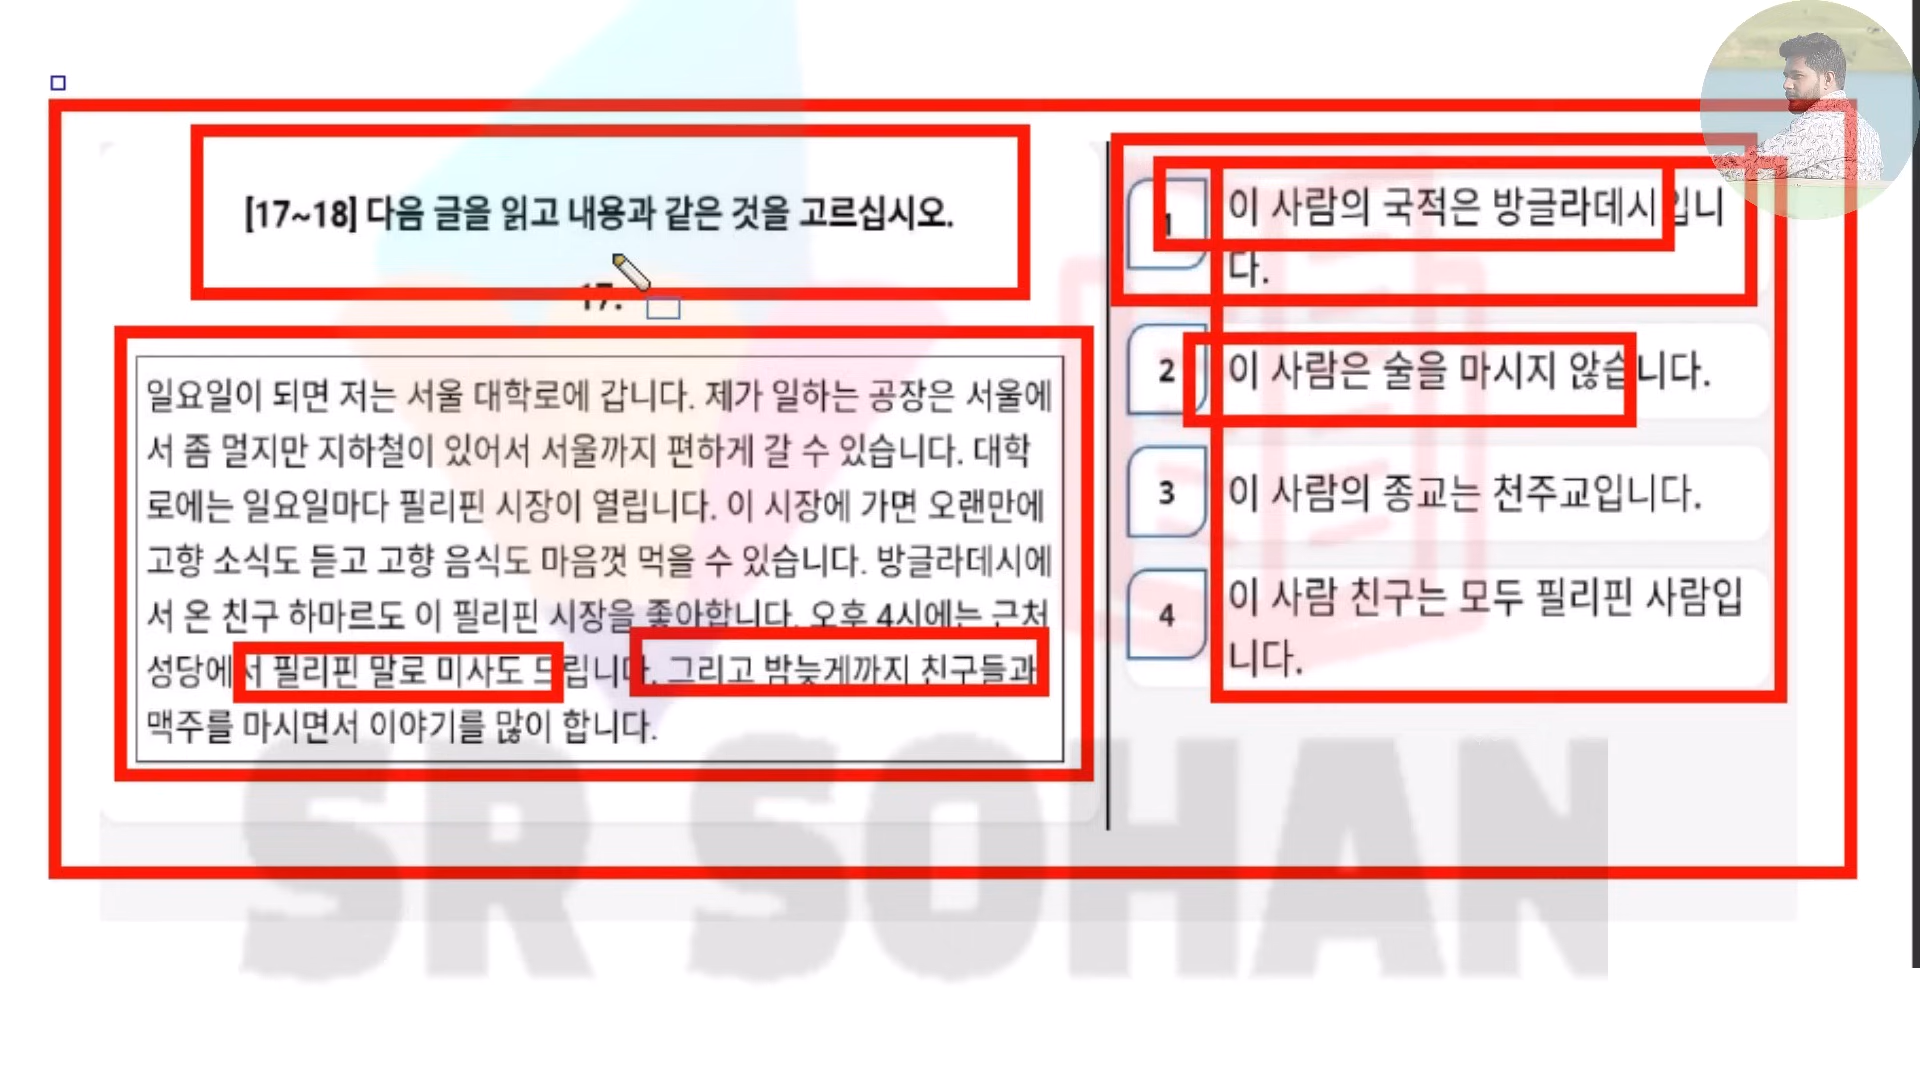 [17~18] 다음 글을 읽고 내용과 같은 것을 고르십시오.
17.
일요일이 되면 저는 서울 대학로에 갑니다. 제가 일하는 공장은 서울에
서 좀 멀지만 지하철이 있어서 서울까지 편하게 갈 수 있습니다. 대학
로에는 일요일마다 필리핀 시장이 열립니다. 이 시장에 가면 오랜만에
고향 소식도 듣고 고향 음식도 마음껏 먹을 수 있습니다. 방글라데시에
서 온 친구 하마르도 이 필리핀 시장을 좋아합니다. 오후 4시에는 근처
성당에서 필리핀 말로 미사도 드립니다. 그리고 밤늦게까지 친구들과
맥주를 마시면서 이야기를 많이 합니다.
1 이 사람의 국적은 방글라데시입니
다.
2 이 사람은 술을 마시지 않습니다.
3 이 사람의 종교는 천주교입니다.
4 이 사람 친구는 모두 필리핀 사람입
니다.
SR SOHAN